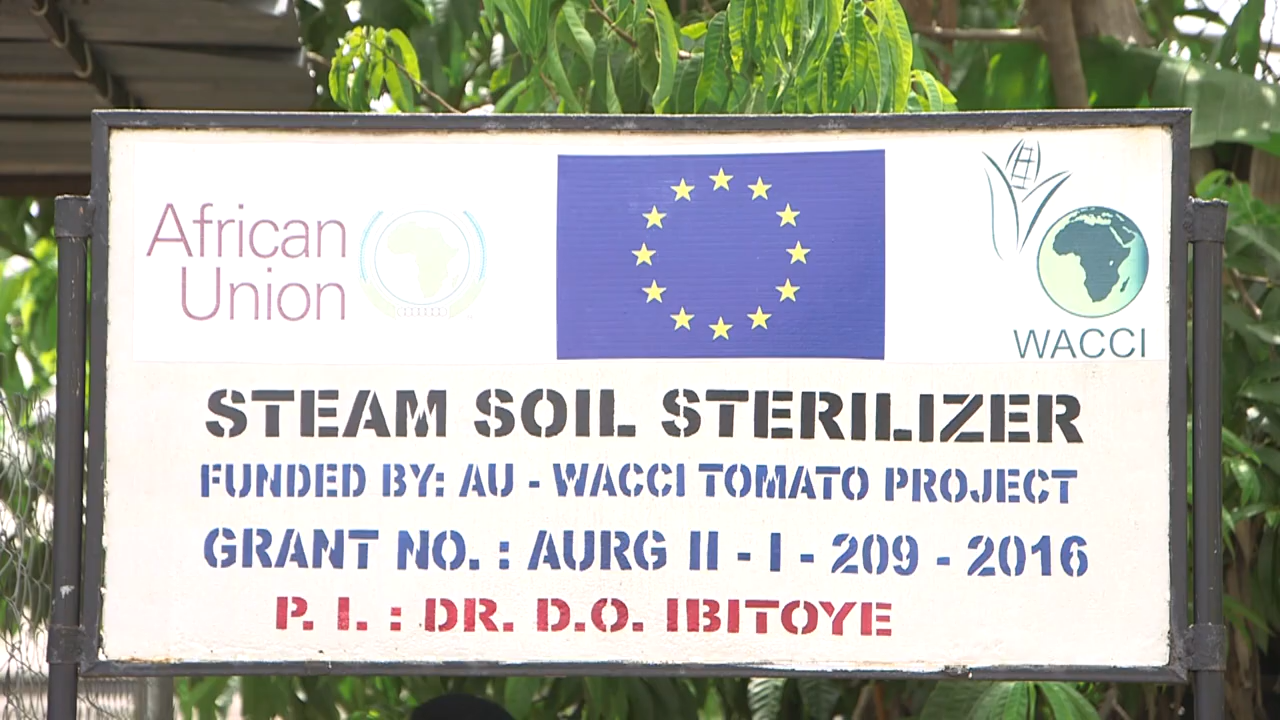 African
Union
WACCI
STEAM SOIL STERILIZER
FUNDED BY: AU - WACCI TOMATO PROJECT
GRANT NO. : AURG II - I - 209 - 2016
P. I. : DR. D.O. IBITOYE